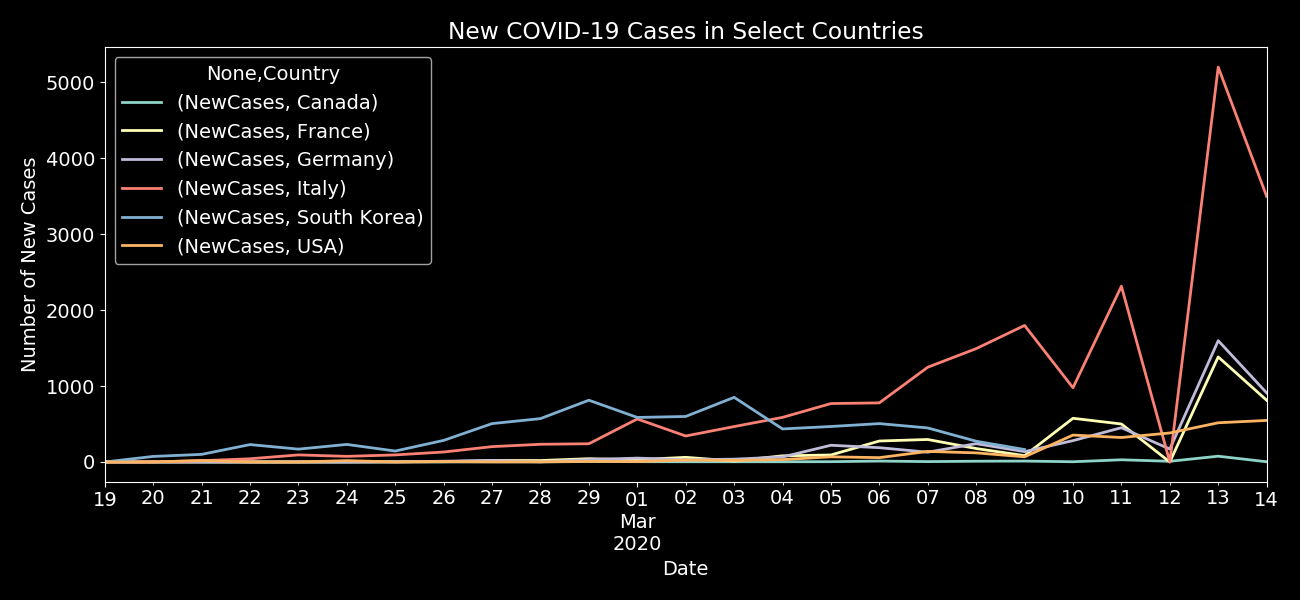 New COVID-19 Cases in Select Countries
Number of New Cases
5000
4000
3000
2000
1000
0
None,Country
(NewCases, Canada)
(NewCases, France)
(NewCases, Germany)
(NewCases, Italy)
(NewCases, South Korea)
(NewCases, USA)
19 20 21 22 23 24 25 26 27 28 29 01 02 03 04 05 06 07 08 09 10 11 12 13 14
Mar
2020
Date